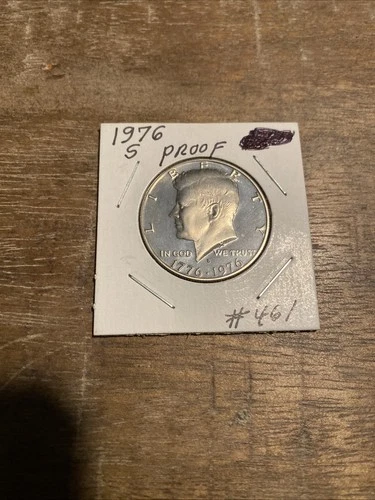 1976
S PROOF
LIBERTY
IN GOD WE TRUST
1776 · 1976
#461